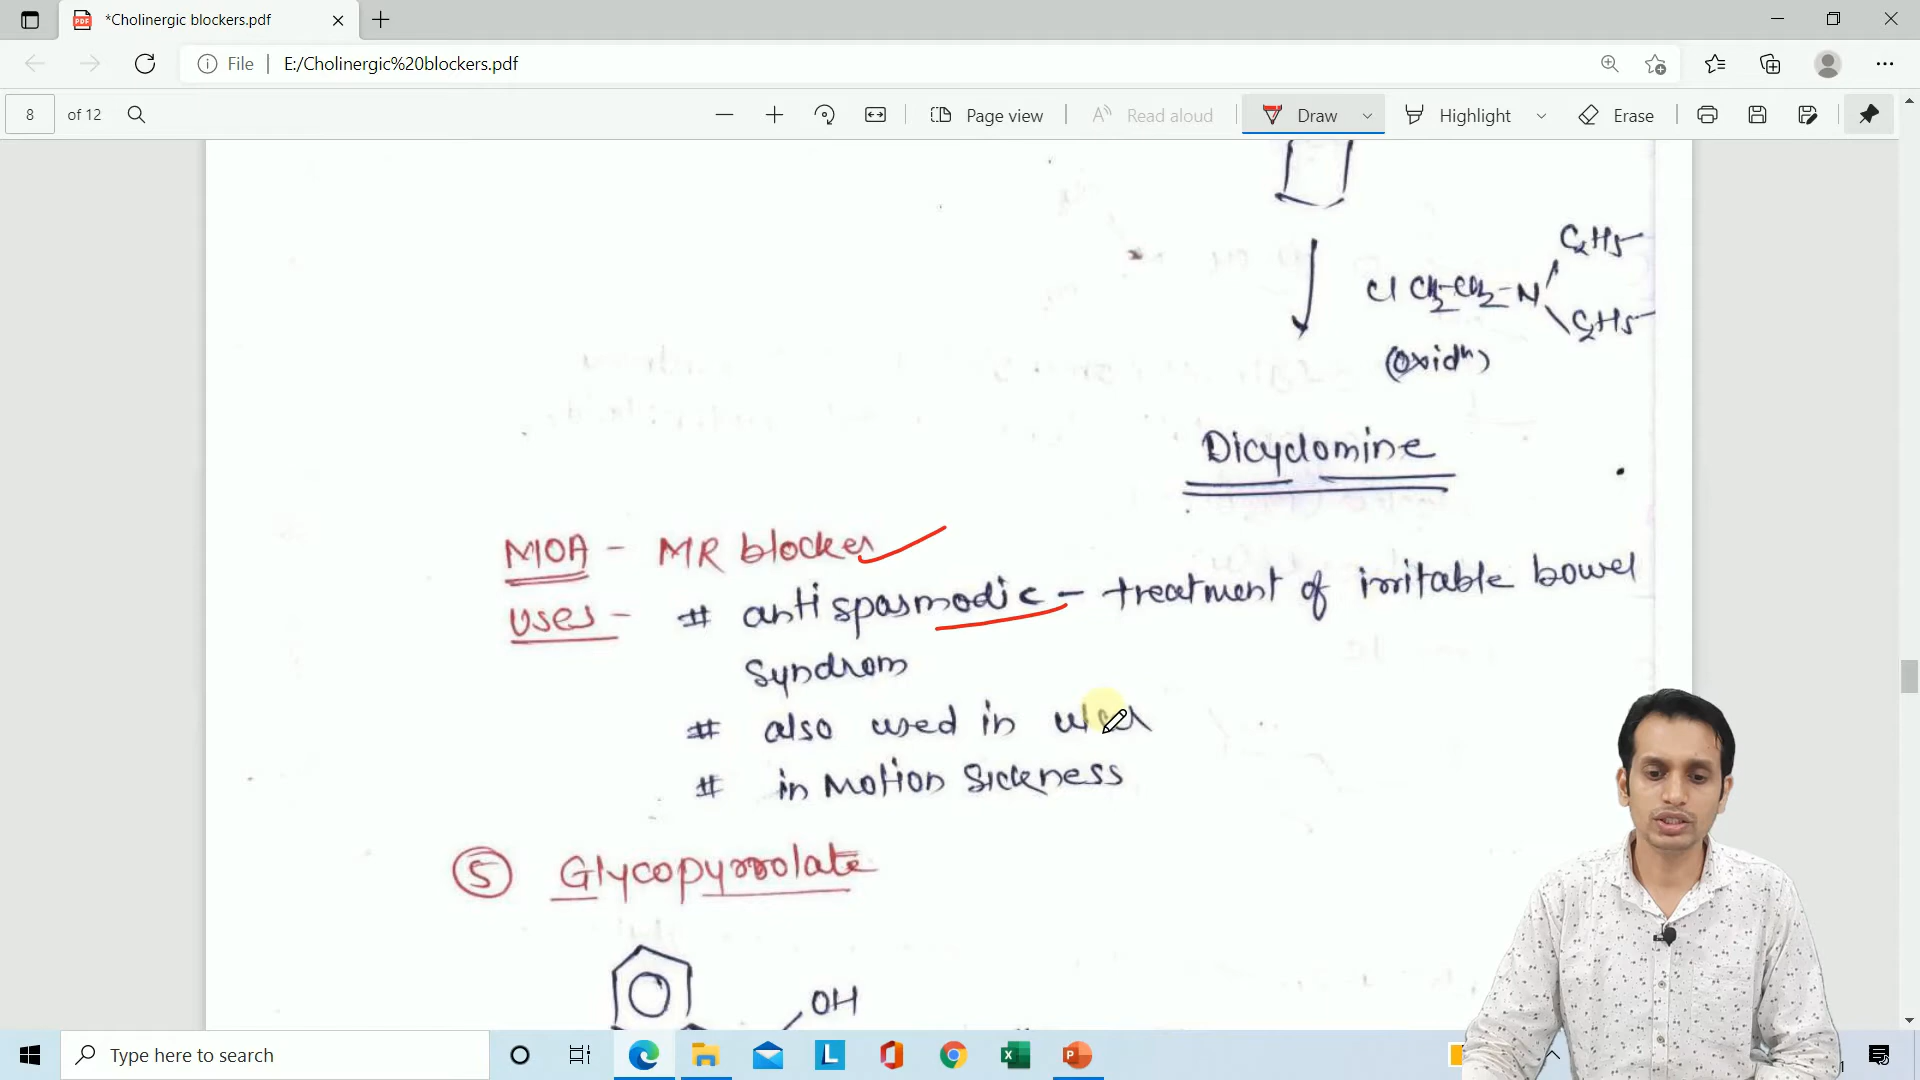 *Cholinergic blockers.pdf
File
E:/Cholinergic%20blockers.pdf
8 of 12
Page view
Read aloud
Draw
Highlight
Erase
C2H5
Cl CH2-CH2-N
C2H5
(oxidn)
Dicyclomine
MOA - MR blocker
Uses - # antispasmodic - treatment of irritable bowel
Syndrom
# also used in ulcer
# in Motion Sickness
5 Glycopyrrolate
OH
Type here to search